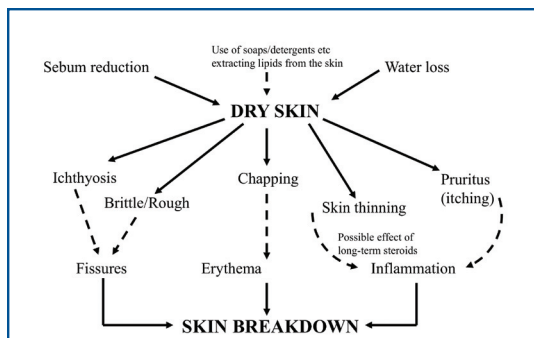 Use of soaps/detergents etc
extracting lipids from the skin
Sebum reduction
Water loss
DRY SKIN
Ichthyosis
Chapping
Pruritus
(itching)
Brittle/Rough
Skin thinning
Possible effect of
long-term steroids
Fissures
Erythema
Inflammation
SKIN BREAKDOWN